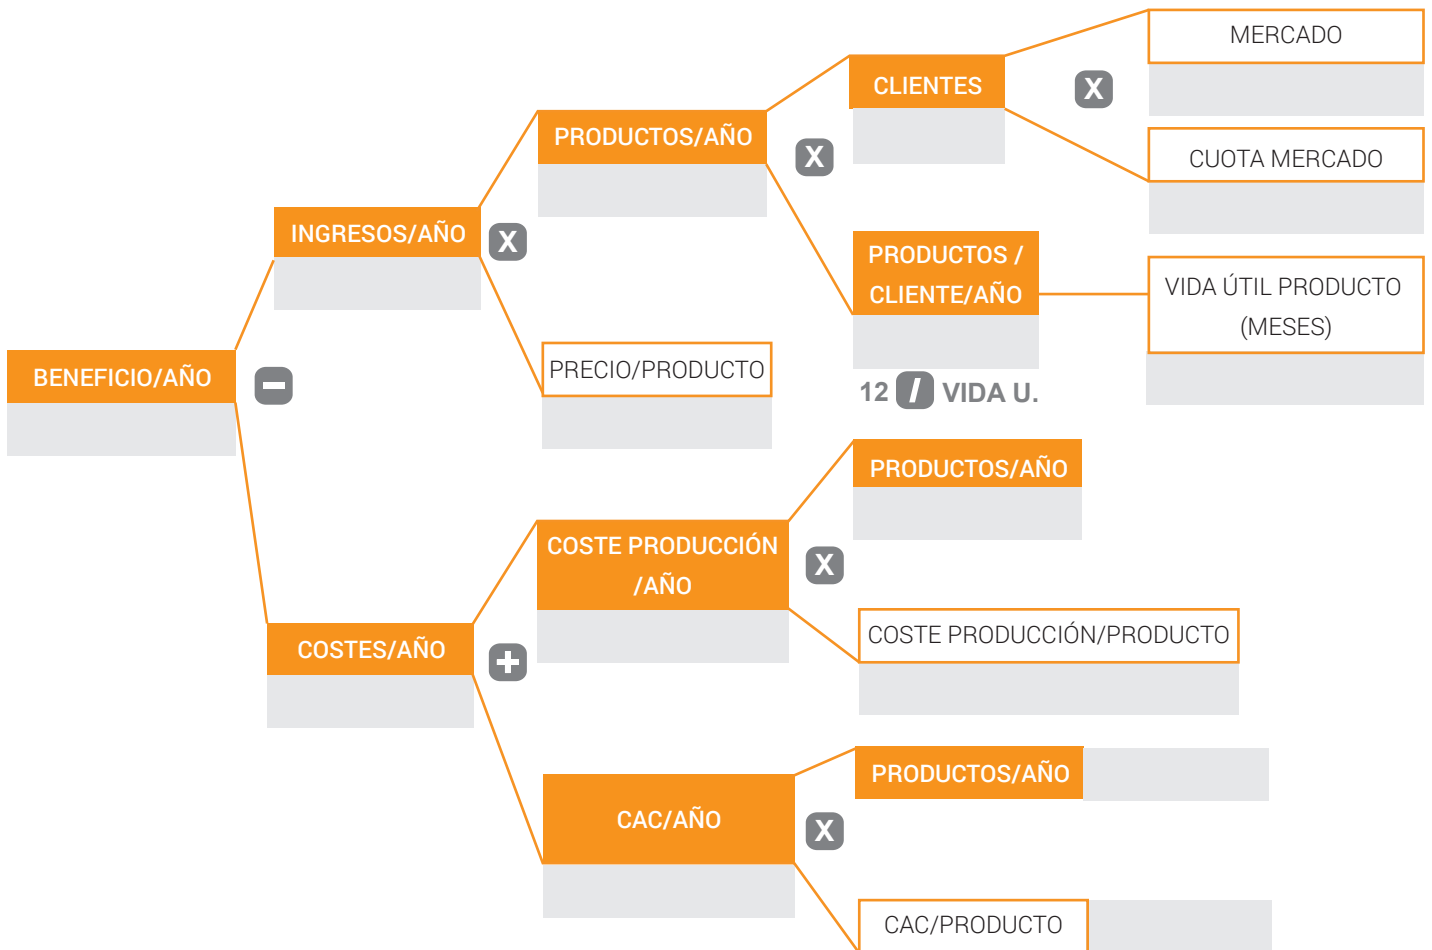 MERCADO
CLIENTES
X
PRODUCTOS/AÑO
X
CUOTA MERCADO
INGRESOS/AÑO
X
PRODUCTOS /
CLIENTE/AÑO
VIDA ÚTIL PRODUCTO
(MESES)
PRECIO/PRODUCTO
BENEFICIO/AÑO
−
12 / VIDA U.
PRODUCTOS/AÑO
COSTE PRODUCCIÓN
/AÑO
X
COSTE PRODUCCIÓN/PRODUCTO
COSTES/AÑO
+
PRODUCTOS/AÑO
CAC/AÑO
X
CAC/PRODUCTO